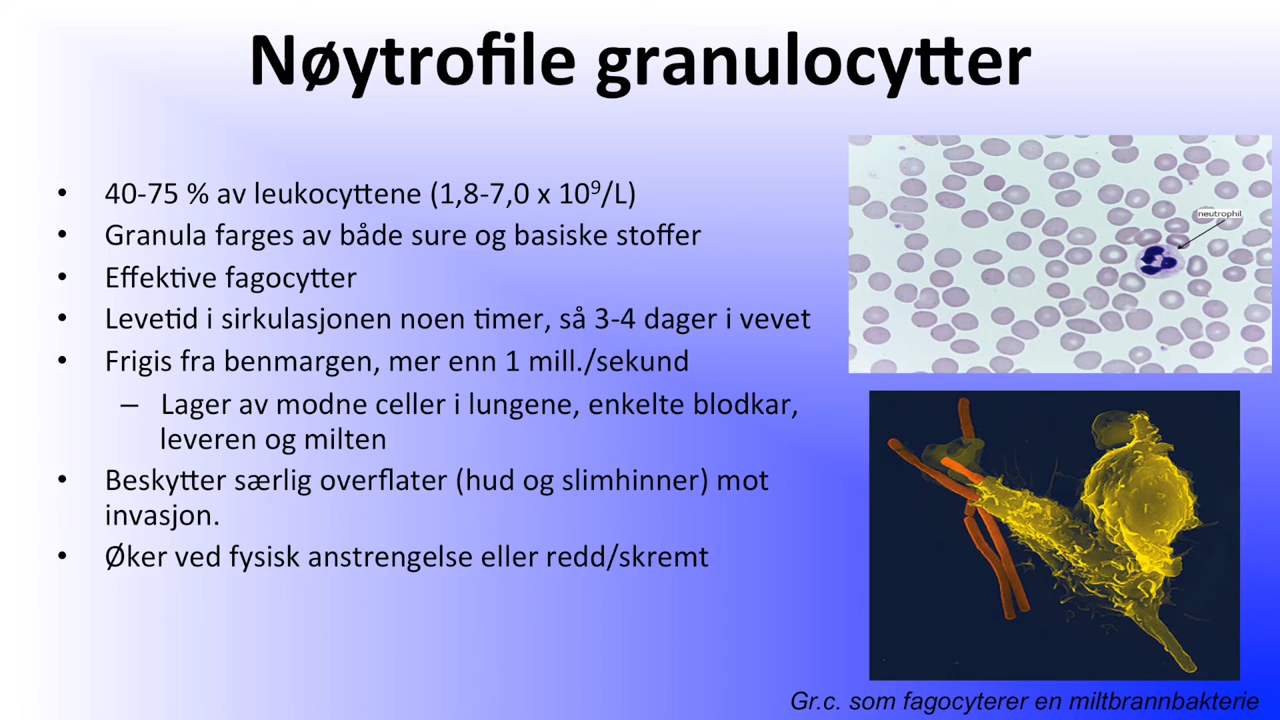 Nøytrofile granulocytter
• 40-75 % av leukocyttene (1,8-7,0 x 10⁹/L)
• Granula farges av både sure og basiske stoffer
• Effektive fagocytter
• Levetid i sirkulasjonen noen timer, så 3-4 dager i vevet
• Frigis fra benmargen, mer enn 1 mill./sekund
– Lager av modne celler i lungene, enkelte blodkar,
leveren og milten
• Beskytter særlig overflater (hud og slimhinner) mot
invasjon.
• Øker ved fysisk anstrengelse eller redd/skremt
neutrophil
Gr.c. som fagocyterer en miltbrannbakterie